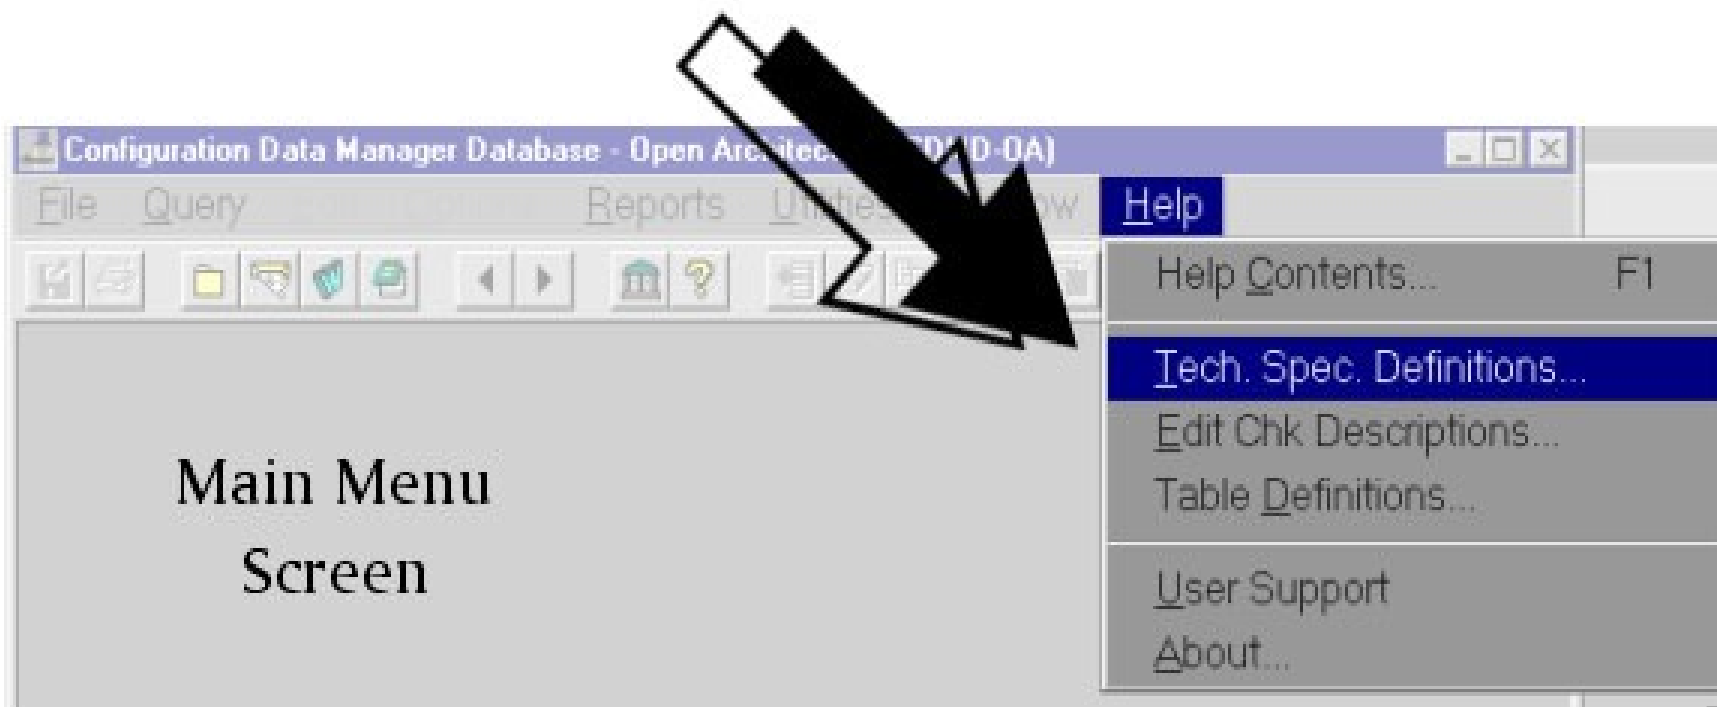 Configuration Data Manager Database - Open
File Query Reports Help
Help Contents... F1
Tech. Spec. Definitions...
Edit Chk Descriptions...
Table Definitions...
User Support
About...
Main Menu
Screen